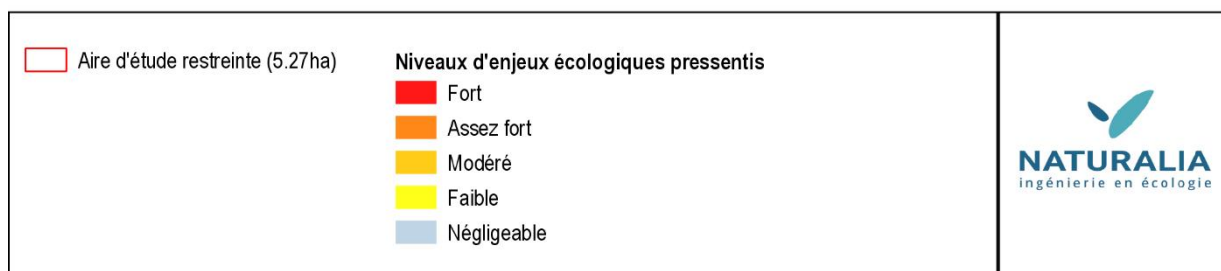 Aire d'étude restreinte (5.27ha)
Niveaux d'enjeux écologiques pressentis
Fort
Assez fort
Modéré
Faible
Négligeable
NATURALIA
ingénierie en écologie